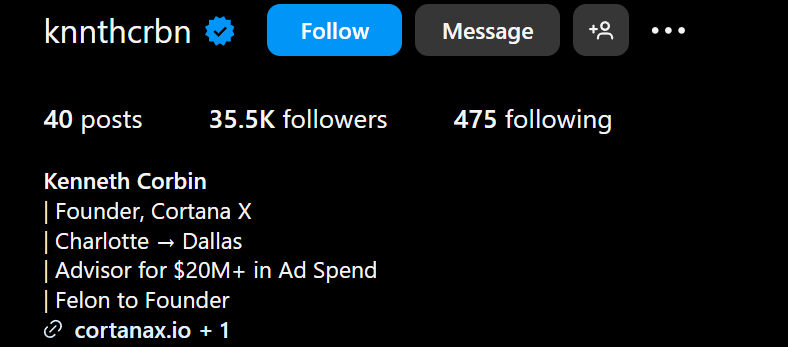 knnthcrbn Follow Message
40 posts 35.5K followers 475 following
Kenneth Corbin
| Founder, Cortana X
| Charlotte → Dallas
| Advisor for $20M+ in Ad Spend
| Felon to Founder
cortanax.io + 1